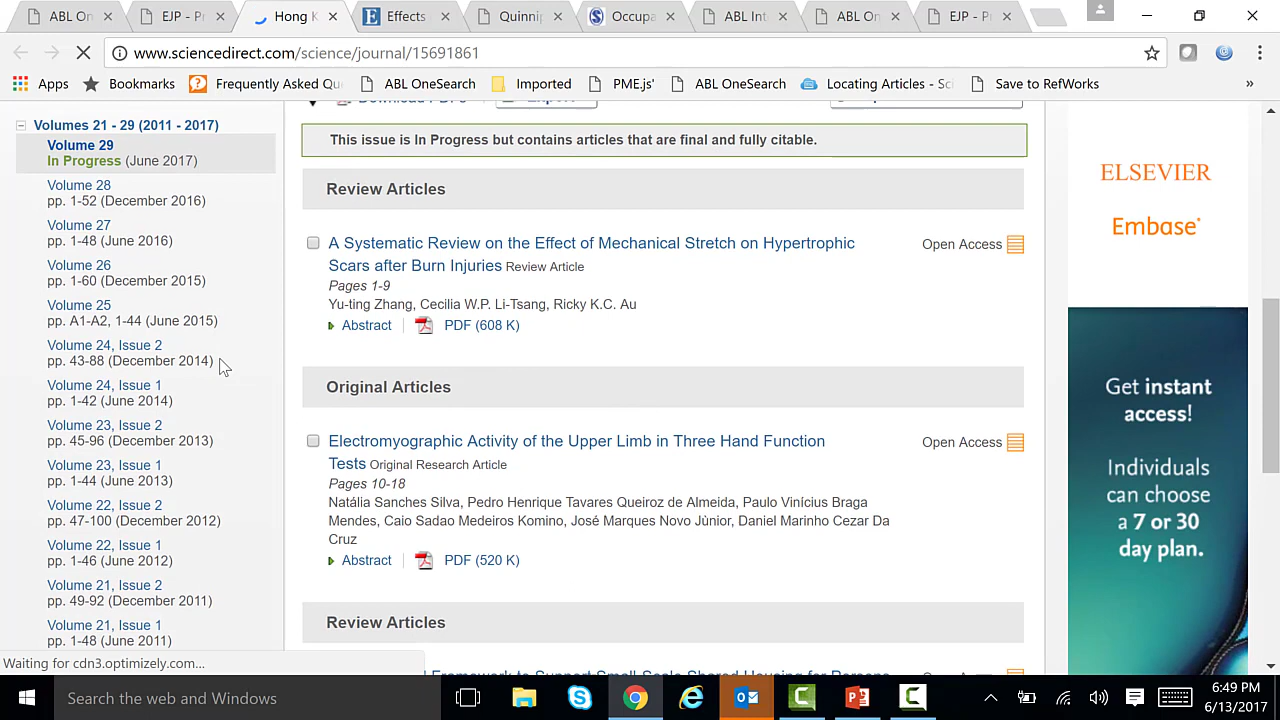 ABL On
EJP - Pr
Hong K
Effects
Quinnip
Occupa
ABL Int
ABL On
EJP - Pr
www.sciencedirect.com/science/journal/15691861
Apps
Bookmarks
Frequently Asked Qu
ABL OneSearch
Imported
PME.js'
ABL OneSearch
Locating Articles - Sci
Save to RefWorks
»
Volumes 21 - 29 (2011 - 2017)
Volume 29
In Progress (June 2017)
Volume 28
pp. 1-52 (December 2016)
Volume 27
pp. 1-48 (June 2016)
Volume 26
pp. 1-60 (December 2015)
Volume 25
pp. A1-A2, 1-44 (June 2015)
Volume 24, Issue 2
pp. 43-88 (December 2014)
Volume 24, Issue 1
pp. 1-42 (June 2014)
Volume 23, Issue 2
pp. 45-96 (December 2013)
Volume 23, Issue 1
pp. 1-44 (June 2013)
Volume 22, Issue 2
pp. 47-100 (December 2012)
Volume 22, Issue 1
pp. 1-46 (June 2012)
Volume 21, Issue 2
pp. 49-92 (December 2011)
Volume 21, Issue 1
pp. 1-48 (June 2011)
Waiting for cdn3.optimizely.com...
Download PDFs
Export
This issue is In Progress but contains articles that are final and fully citable.
Review Articles
A Systematic Review on the Effect of Mechanical Stretch on Hypertrophic
Scars after Burn Injuries Review Article
Open Access
Pages 1-9
Yu-ting Zhang, Cecilia W.P. Li-Tsang, Ricky K.C. Au
Abstract
PDF (608 K)
Original Articles
Electromyographic Activity of the Upper Limb in Three Hand Function
Tests Original Research Article
Open Access
Pages 10-18
Natália Sanches Silva, Pedro Henrique Tavares Queiroz de Almeida, Paulo Vinícius Braga
Mendes, Caio Sadao Medeiros Komino, José Marques Novo Jùnior, Daniel Marinho Cezar Da
Cruz
Abstract
PDF (520 K)
Review Articles
Framework to Support Small-Scale Shared Housing for Persons
ELSEVIER
Embase®
Get instant
access!
Individuals
can choose
a 7 or 30
day plan.
Search the web and Windows
6:49 PM
6/13/2017